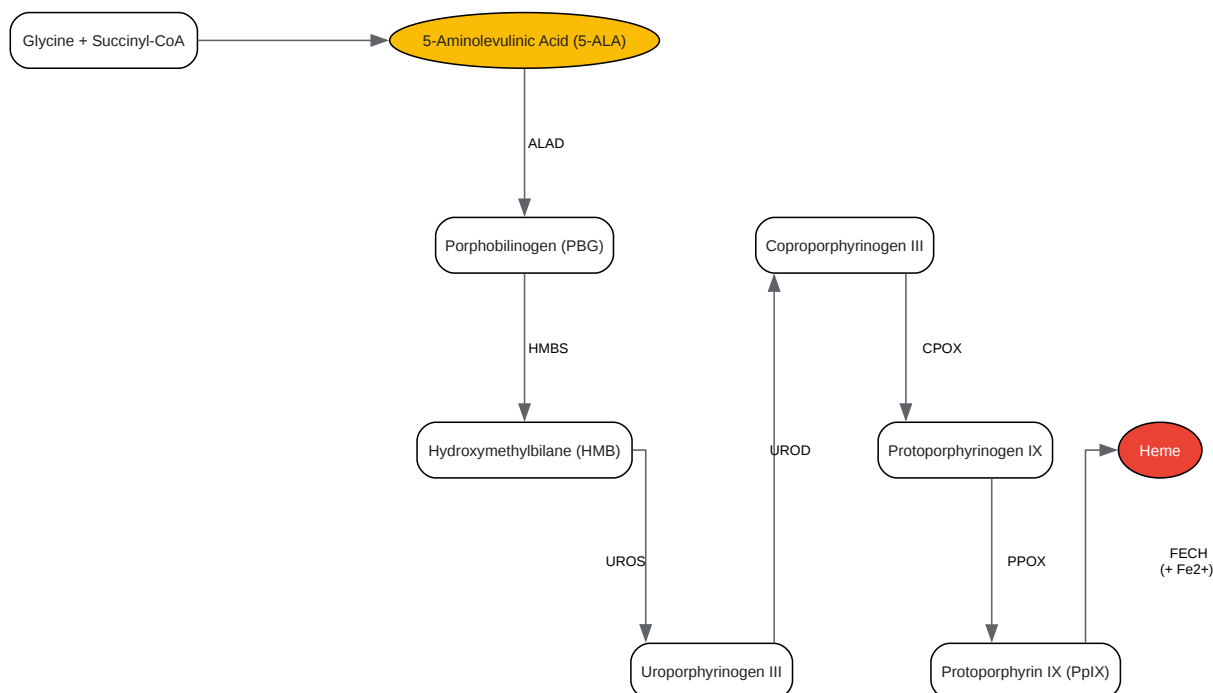 Glycine + Succinyl-CoA
5-Aminolevulinic Acid (5-ALA)
ALAD
Porphobilinogen (PBG)
Coproporphyrinogen III
HMBS
CPOX
Hydroxymethylbilane (HMB)
UROD
Protoporphyrinogen IX
Heme
UROS
PPOX
FECH
(+ Fe2+)
Uroporphyrinogen III
Protoporphyrin IX (PpIX)